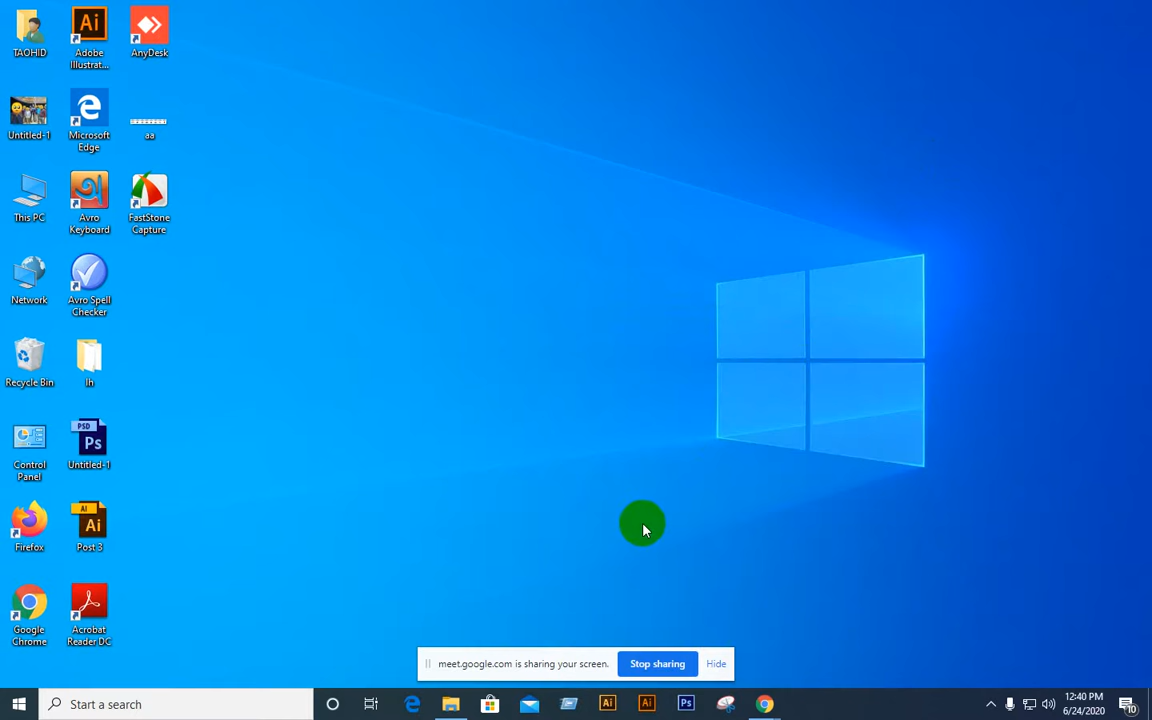 TAOHID
Adobe
Illustrat...
AnyDesk
Untitled-1
Microsoft
Edge
aa
This PC
Avro
Keyboard
FastStone
Capture
Network
Avro Spell
Checker
Recycle Bin
lh
Control
Panel
PSD
Ps
Untitled-1
Firefox
AI
Ai
Post 3
Google
Chrome
Acrobat
Reader DC
meet.google.com is sharing your screen.
Stop sharing
Hide
Start a search
12:40 PM
6/24/2020
10